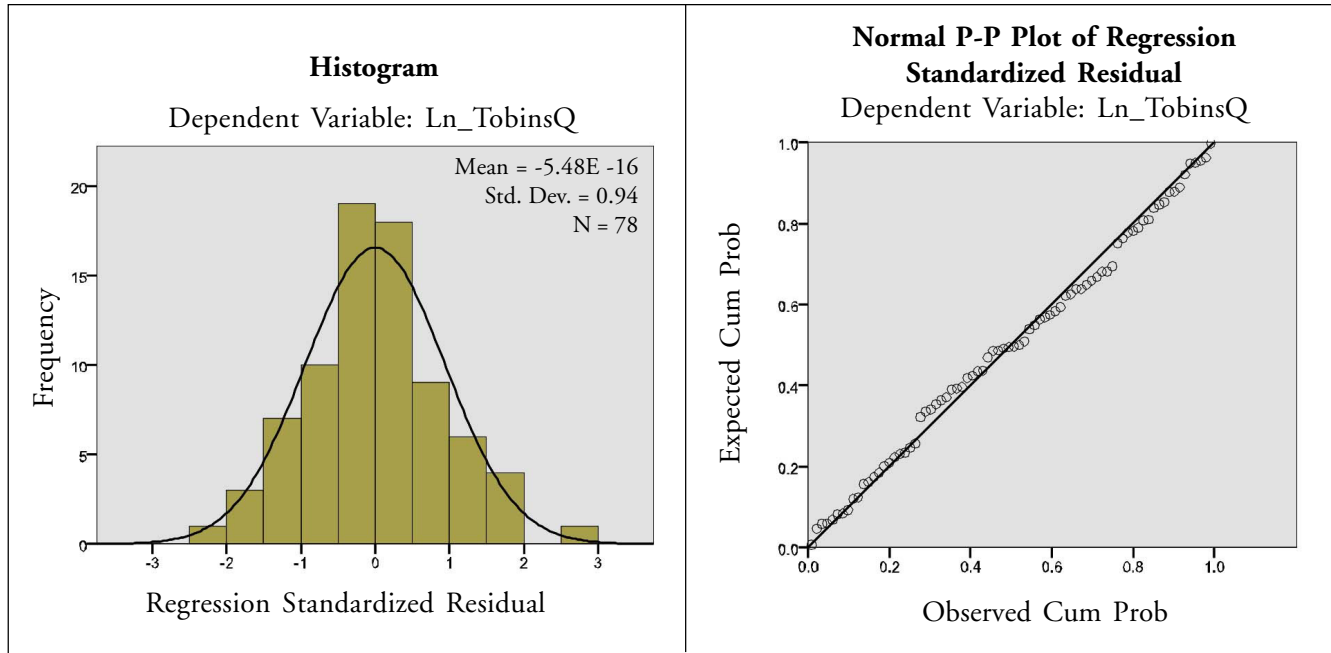 Histogram
Dependent Variable: Ln_TobinsQ
Mean = -5.48E -16
Std. Dev. = 0.94
N = 78
Frequency
20
15
10
5
0
-3 -2 -1 0 1 2 3
Regression Standardized Residual
Normal P-P Plot of Regression
Standardized Residual
Dependent Variable: Ln_TobinsQ
Expected Cum Prob
1.0
0.8
0.6
0.4
0.2
0.0
0.0 0.2 0.4 0.6 0.8 1.0
Observed Cum Prob